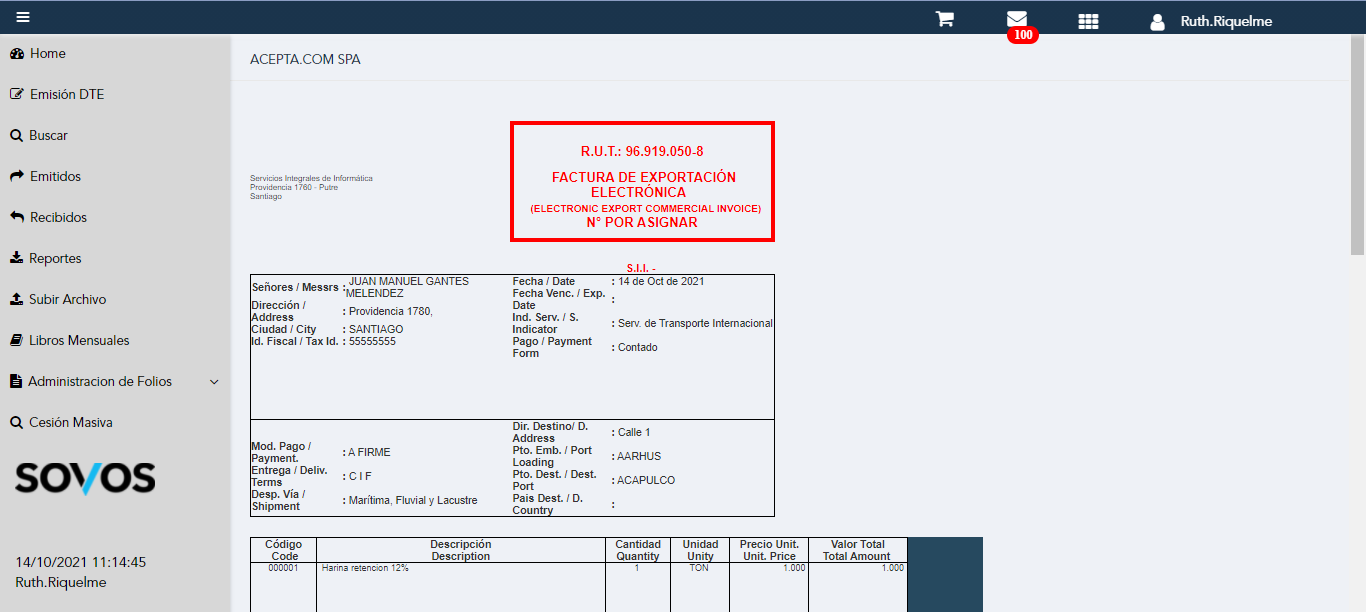 Ruth.Riquelme
100
Home
Emisión DTE
Buscar
Emitidos
Recibidos
Reportes
Subir Archivo
Libros Mensuales
Administracion de Folios
Cesión Masiva
SOVOS
14/10/2021 11:14:45
Ruth.Riquelme
ACEPTA.COM SPA
Servicios Integrales de Informática
Providencia 1760 - Putre
Santiago
R.U.T.: 96.919.050-8
FACTURA DE EXPORTACIÓN
ELECTRÓNICA
(ELECTRONIC EXPORT COMMERCIAL INVOICE)
N° POR ASIGNAR
S.I.I. -
Señores / Messrs : JUAN MANUEL GANTES
MELENDEZ
Dirección /
Address : Providencia 1780,
Ciudad / City : SANTIAGO
Id. Fiscal / Tax Id. : 55555555
Fecha / Date : 14 de Oct de 2021
Fecha Venc. / Exp.
Date :
Ind. Serv. / S.
Indicator : Serv. de Transporte Internacional
Pago / Payment
Form : Contado
Mod. Pago /
Payment. : A FIRME
Entrega / Deliv.
Terms : C I F
Desp. Vía /
Shipment : Marítima, Fluvial y Lacustre
Dir. Destino/ D.
Address : Calle 1
Pto. Emb. / Port
Loading : AARHUS
Pto. Dest. / Dest.
Port : ACAPULCO
Pais Dest. / D.
Country :
Código Descripción Cantidad Unidad Precio Unit. Valor Total
Code Description Quantity Unity Unit. Price Total Amount
000001 Harina retencion 12% 1 TON 1.000 1.000